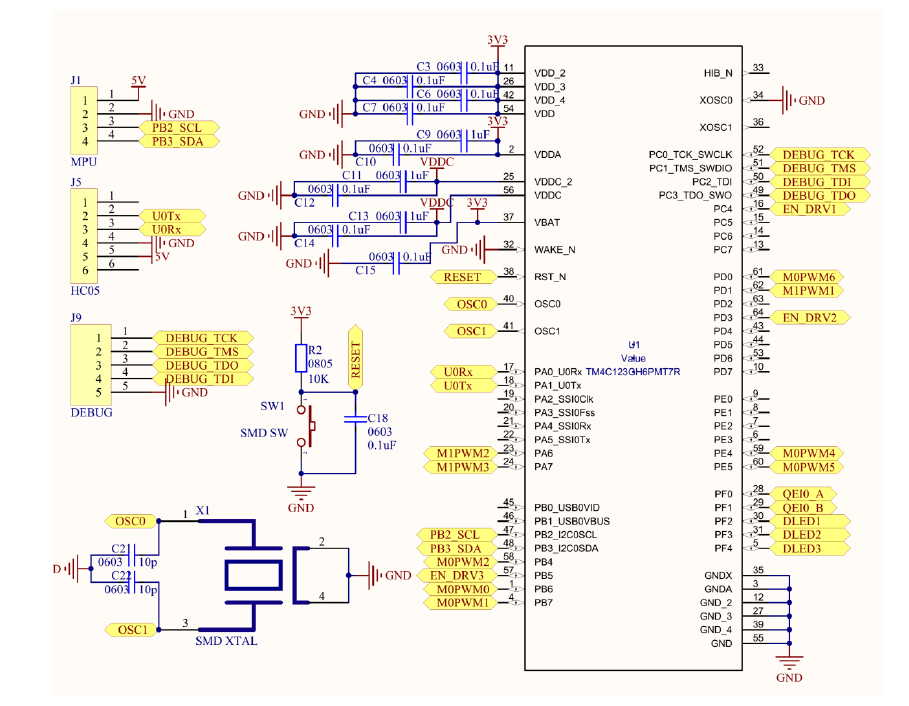 J1
5V
1 1
2 2 GND
3 3 PB2_SCL
4 4 PB3_SDA
MPU
J5
1 1
2 2 U0Tx
3 3 U0Rx
4 4 GND
5 5 5V
6 6
HC05
J9
1 1 DEBUG_TCK
2 2 DEBUG_TMS
3 3 DEBUG_TDO
4 4 DEBUG_TDI
5 5 GND
DEBUG
3V3
C3 0603 0.1uF
C4 0603 0.1uF
C6 0603 0.1uF
GND C7 0603 0.1uF
3V3
C9 0603 1uF
GND 0603 0.1uF
C10
VDDC
C11 0603 1uF
GND 0603 0.1uF
C12
VDDC 3V3
C13 0603 1uF
GND 0603 0.1uF
C14
GND 0603 0.1uF
C15
GND
RESET
OSC0
OSC1
U0Rx
U0Tx
M1PWM2
M1PWM3
PB2_SCL
PB3_SDA
M0PWM2
EN_DRV3
M0PWM0
M0PWM1
3V3
R2
0805
10K
RESET
SW1
SMD SW
C18
0603
0.1uF
GND
OSC0 1 X1
C21
0603 10p
D
C22
0603 10p
OSC1 3
SMD XTAL
2
GND
4
11 VDD_2
26 VDD_3
42 VDD_4
54 VDD
2 VDDA
25 VDDC_2
56 VDDC
37 VBAT
32 WAKE_N
38 RST_N
40 OSC0
41 OSC1
17 PA0_U0Rx
18 PA1_U0Tx
19 PA2_SSI0Clk
20 PA3_SSI0Fss
21 PA4_SSI0Rx
22 PA5_SSI0Tx
23 PA6
24 PA7
45 PB0_USB0VID
46 PB1_USB0VBUS
47 PB2_I2C0SCL
48 PB3_I2C0SDA
58 PB4
57 PB5
1 PB6
4 PB7
U1
Value
TM4C123GH6PMT7R
HIB_N 33
XOSC0 34 GND
XOSC1 36
PC0_TCK_SWCLK 52 DEBUG_TCK
PC1_TMS_SWDIO 51 DEBUG_TMS
PC2_TDI 50 DEBUG_TDI
PC3_TDO_SWO 49 DEBUG_TDO
PC4 16 EN_DRV1
PC5 15
PC6 14
PC7 13
PD0 61 M0PWM6
PD1 62 M1PWM1
PD2 63
PD3 64 EN_DRV2
PD4 43
PD5 44
PD6 53
PD7 10
PE0 9
PE1 8
PE2 7
PE3 6
PE4 59 M0PWM4
PE5 60 M0PWM5
PF0 28 QEI0_A
PF1 29 QEI0_B
PF2 30 DLED1
PF3 31 DLED2
PF4 5 DLED3
GNDX 35
GNDA 3
GND_2 12
GND_3 27
GND_4 39
GND 55
GND